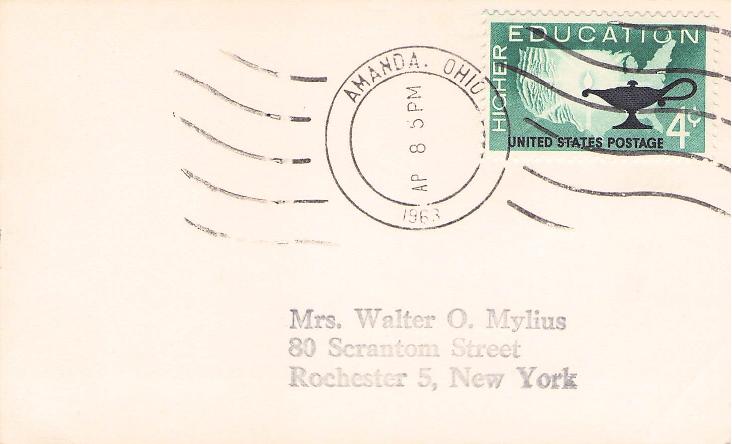 AMANDA. OHIO
AP 8 5 PM
1963
HIGHER EDUCATION
4¢
UNITED STATES POSTAGE
Mrs. Walter O. Mylius
80 Scrantom Street
Rochester 5, New York